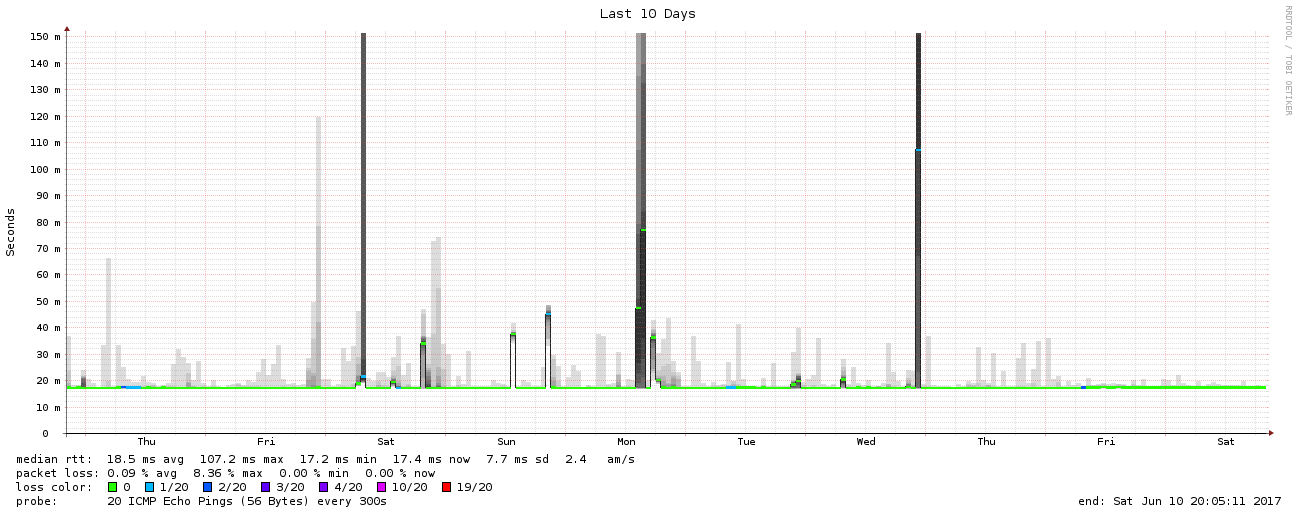 Last 10 Days
RRDTOOL / TOBI OETIKER
Seconds
150 m
140 m
130 m
120 m
110 m
100 m
90 m
80 m
70 m
60 m
50 m
40 m
30 m
20 m
10 m
0
Thu Fri Sat Sun Mon Tue Wed Thu Fri Sat
median rtt: 18.5 ms avg 107.2 ms max 17.2 ms min 17.4 ms now 7.7 ms sd 2.4 am/s
packet loss: 0.09 % avg 8.36 % max 0.00 % min 0.00 % now
loss color: 0 1/20 2/20 3/20 4/20 10/20 19/20
probe: 20 ICMP Echo Pings (56 Bytes) every 300s end: Sat Jun 10 20:05:11 2017